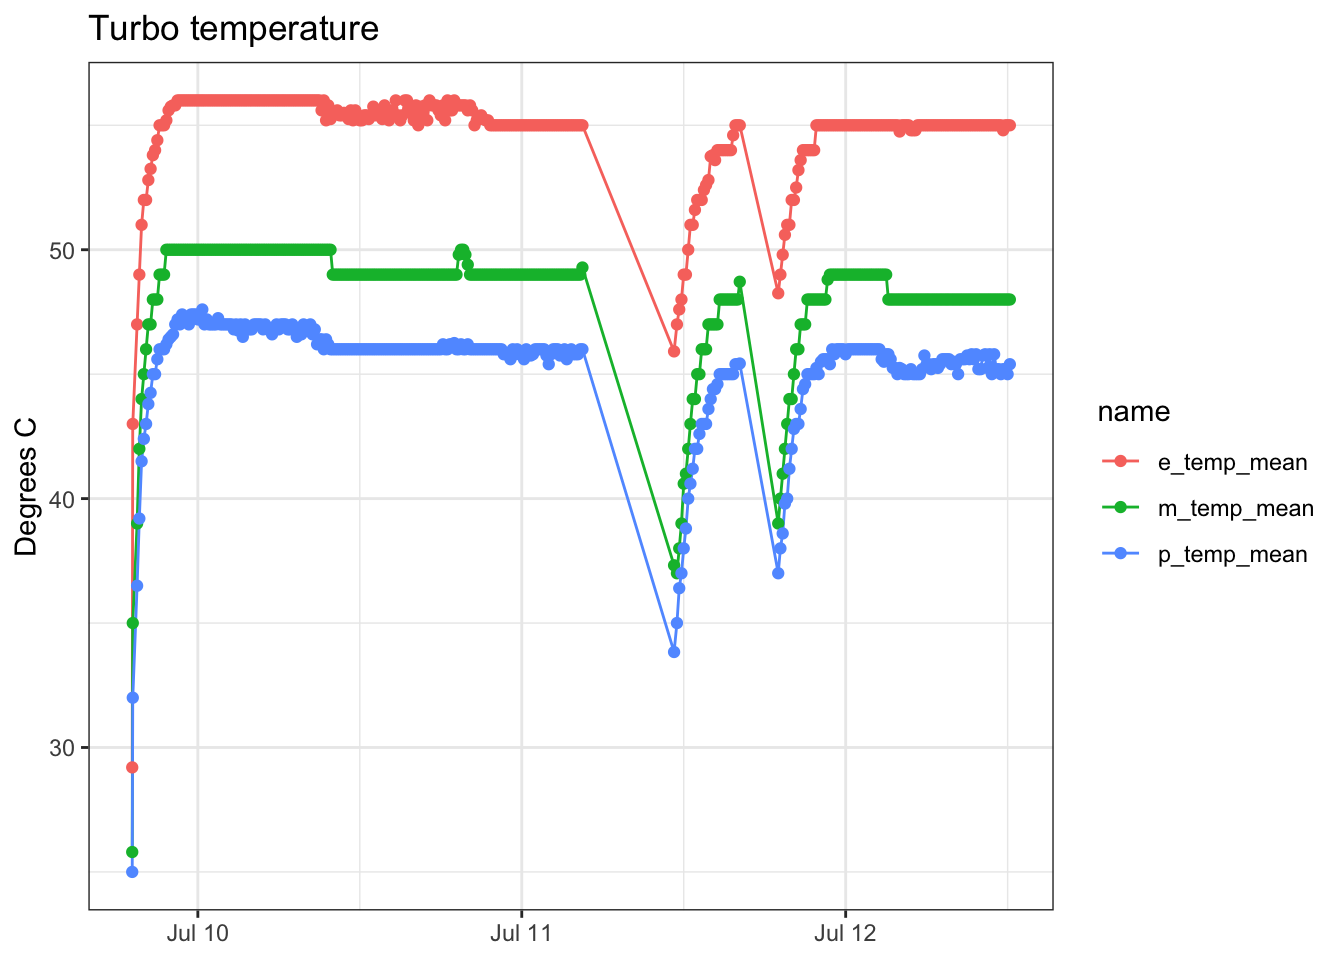 Turbo temperature
Degrees C
50
40
30
Jul 10
Jul 11
Jul 12
name
e_temp_mean
m_temp_mean
p_temp_mean